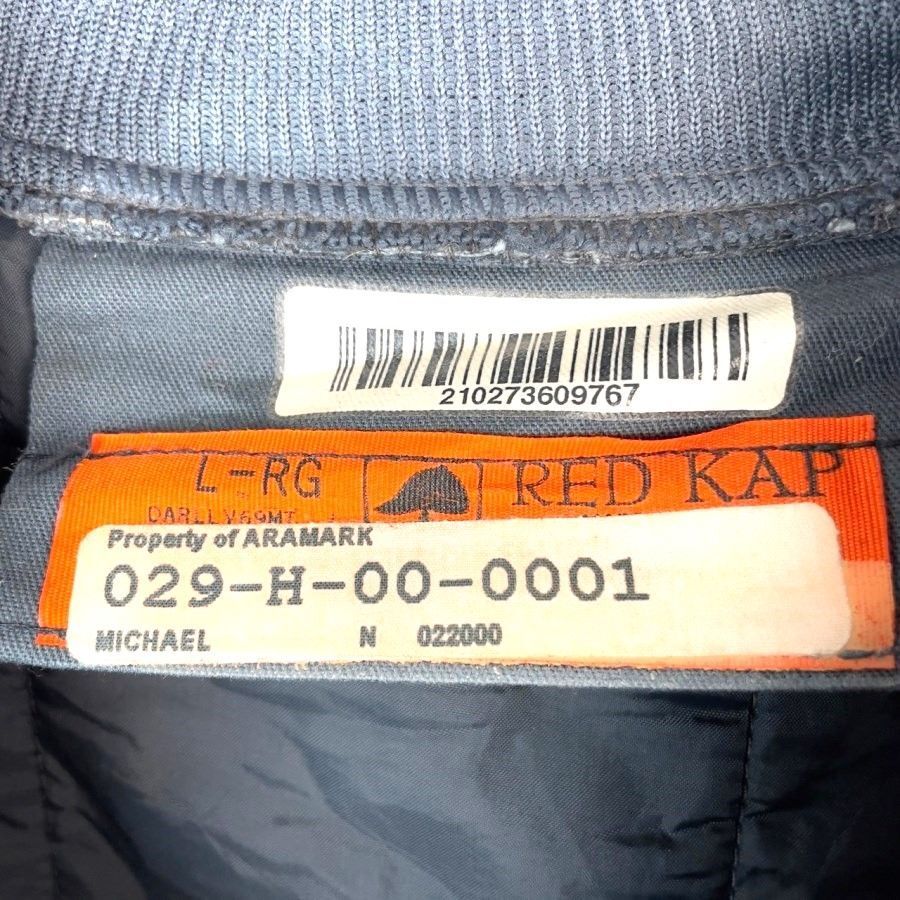 210273609767
L-RG RED KAP
Property of ARAMARK
029-H-00-0001
MICHAEL N 022000